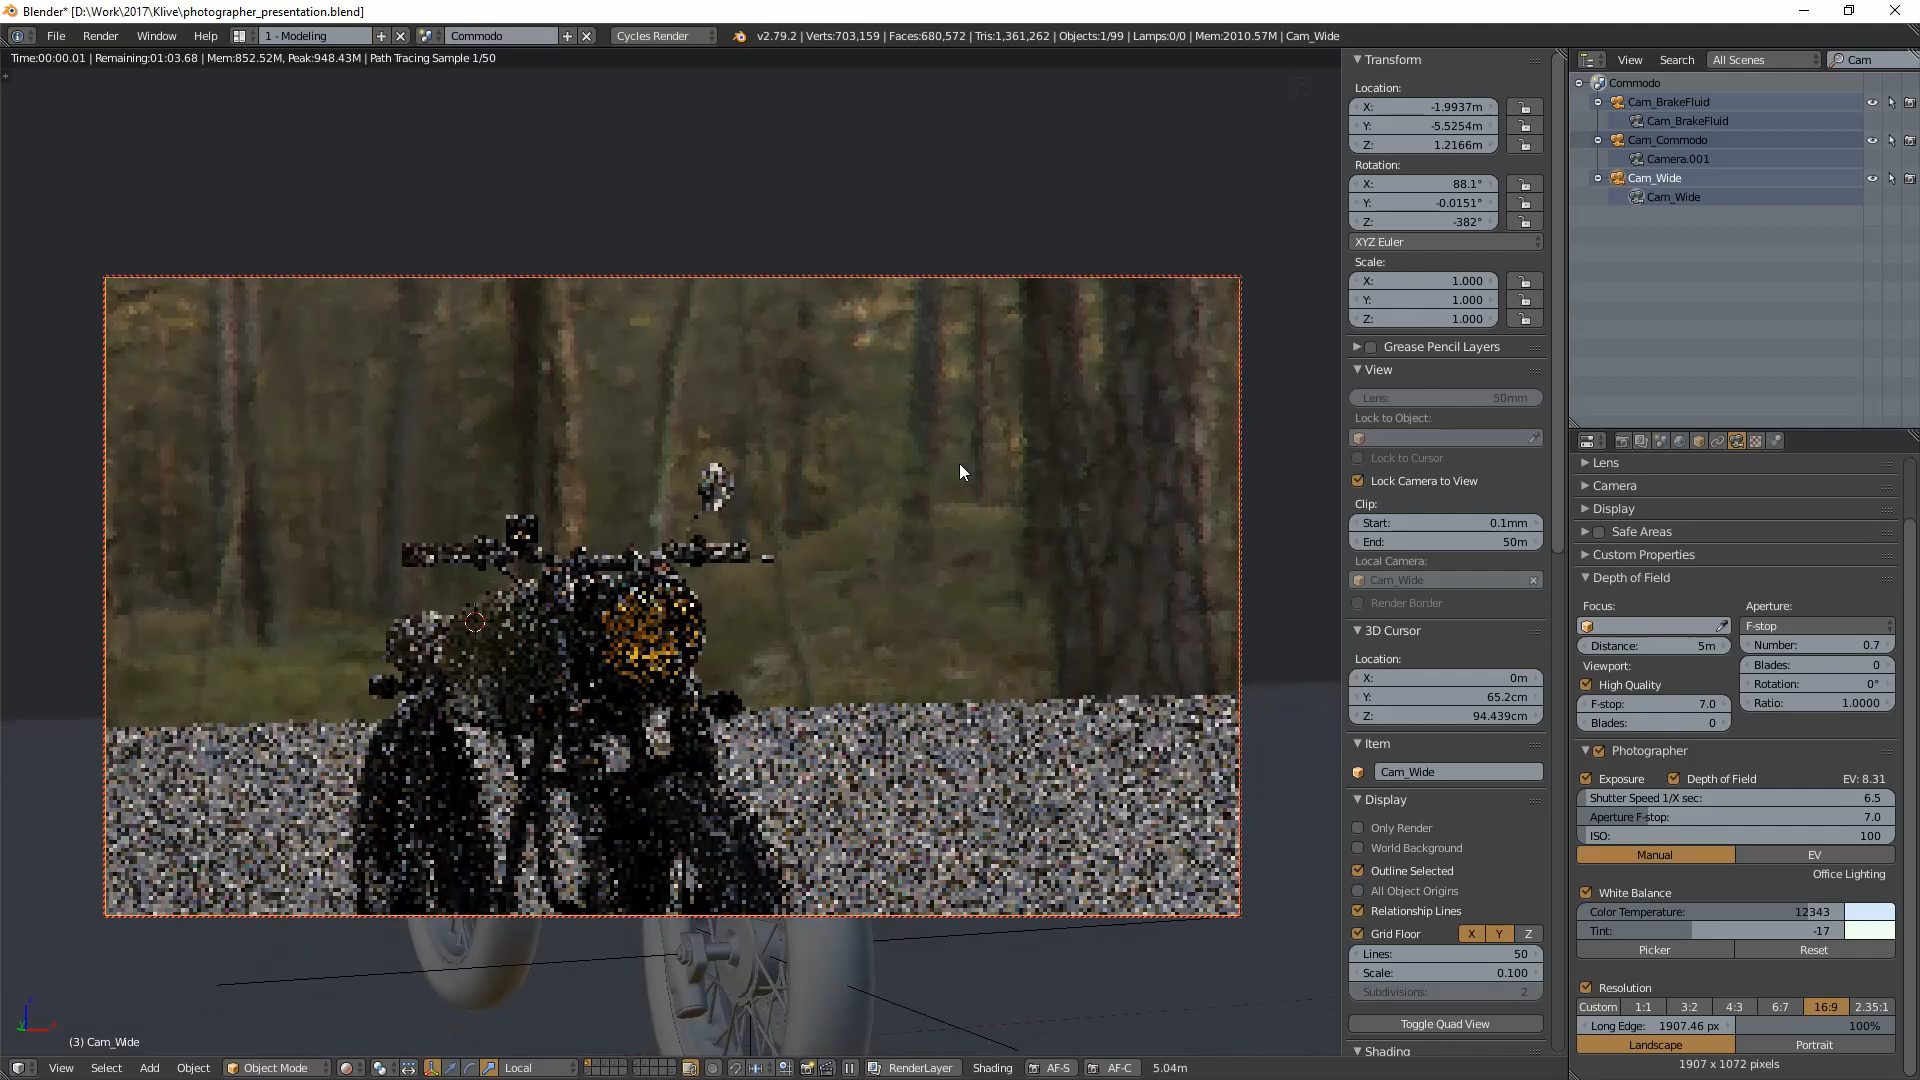 Blender* [D:\Work\2017\Klive\photographer_presentation.blend]
File Render Window Help 1 - Modeling Commodo Cycles Render v2.79.2 | Verts:703,159 | Faces:680,572 | Tris:1,361,262 | Objects:1/99 | Lamps:0/0 | Mem:2010.57M | Cam_Wide
Time:00:00.01 | Remaining:01:03.68 | Mem:852.52M, Peak:948.43M | Path Tracing Sample 1/50
(3) Cam_Wide
View Select Add Object Object Mode Local RenderLayer Shading AF-S AF-C 5.04m
Transform
Location:
X: -1.9937m
Y: -5.5254m
Z: 1.2166m
Rotation:
X: 88.1°
Y: -0.0151°
Z: -382°
XYZ Euler
Scale:
X: 1.000
Y: 1.000
Z: 1.000
Grease Pencil Layers
View
Lens: 50mm
Lock to Object:
Lock to Cursor
Lock Camera to View
Clip:
Start: 0.1mm
End: 50m
Local Camera:
Cam_Wide
Render Border
3D Cursor
Location:
X: 0m
Y: 65.2cm
Z: 94.439cm
Item
Cam_Wide
Display
Only Render
World Background
Outline Selected
All Object Origins
Relationship Lines
Grid Floor X Y Z
Lines: 50
Scale: 0.100
Subdivisions: 2
Toggle Quad View
Shading
View Search All Scenes Cam
Commodo
Cam_BrakeFluid
Cam_BrakeFluid
Cam_Commodo
Camera.001
Cam_Wide
Cam_Wide
Lens
Camera
Display
Safe Areas
Custom Properties
Depth of Field
Focus: Aperture:
F-stop
Distance: 5m Number: 0.7
Viewport: Blades: 0
High Quality Rotation: 0°
F-stop: 7.0 Ratio: 1.0000
Blades: 0
Photographer
Exposure Depth of Field EV: 8.31
Shutter Speed 1/X sec: 6.5
Aperture F-stop: 7.0
ISO: 100
Manual EV
Office Lighting
White Balance
Color Temperature: 12343
Tint: -17
Picker Reset
Resolution
Custom 1:1 3:2 4:3 6:7 16:9 2.35:1
Long Edge: 1907.46 px 100%
Landscape Portrait
1907 x 1072 pixels